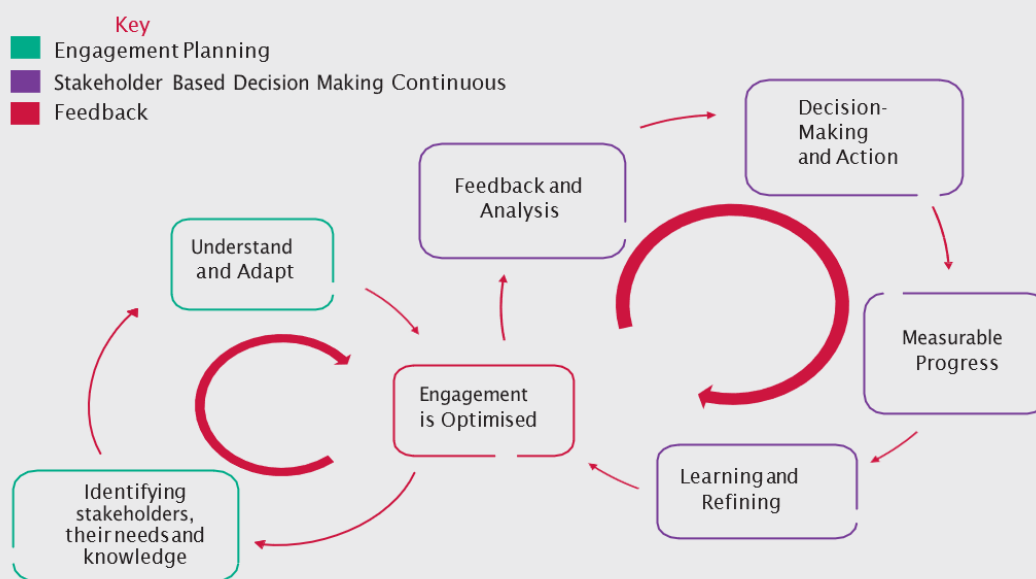 Key
Engagement Planning
Stakeholder Based Decision Making Continuous
Feedback
Decision-
Making
and Action
Feedback and
Analysis
Understand
and Adapt
Measurable
Progress
Engagement
is Optimised
Learning and
Refining
Identifying
stakeholders,
their needs and
knowledge